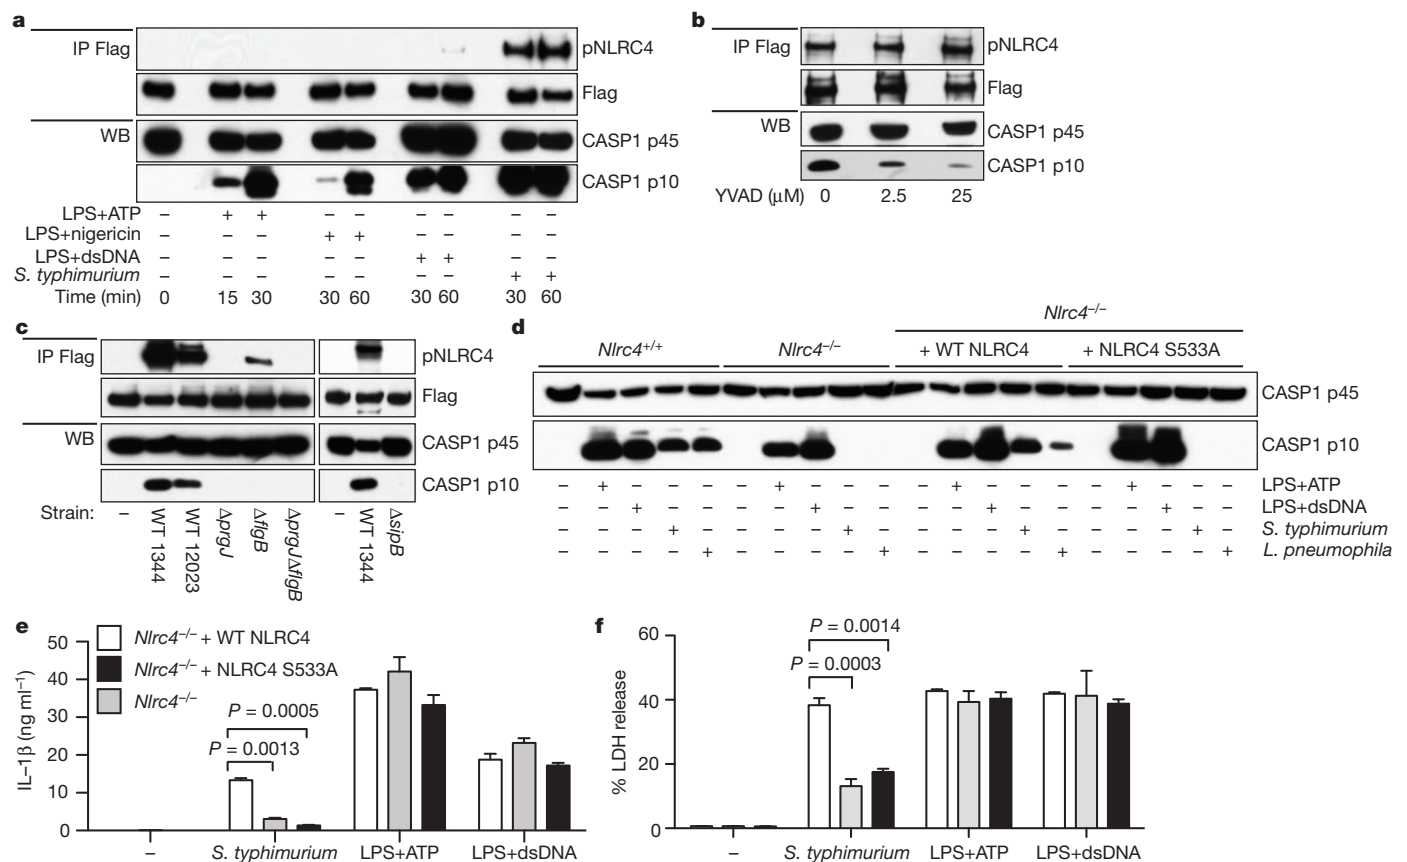 a
IP Flag
pNLRC4
Flag
WB
CASP1 p45
CASP1 p10
LPS+ATP – + + – – – – – –
LPS+nigericin – – – + + – – – –
LPS+dsDNA – – – – – + + – –
S. typhimurium – – – – – – – + +
Time (min) 0 15 30 30 60 30 60 30 60
b
IP Flag
pNLRC4
Flag
WB
CASP1 p45
CASP1 p10
YVAD (μM) 0 2.5 25
c
IP Flag
pNLRC4
Flag
WB
CASP1 p45
CASP1 p10
Strain: – WT 1344 WT 12023 ΔprgJ ΔflgB ΔprgJ/ΔflgB – WT 1344 ΔsipB
d
Nlrc4–/–
Nlrc4+/+ Nlrc4–/– + WT NLRC4 + NLRC4 S533A
CASP1 p45
CASP1 p10
– + – – – – + – – – – + – – – – + – – – LPS+ATP
– – + – – – – + – – – – + – – – – + – – LPS+dsDNA
– – – + – – – – + – – – – + – – – – + – S. typhimurium
– – – – + – – – – + – – – – + – – – – + L. pneumophila
e
Nlrc4–/– + WT NLRC4
Nlrc4–/– + NLRC4 S533A
Nlrc4–/–
P = 0.0005
P = 0.0013
IL–1β (ng ml–1)
50
40
30
20
10
0
– S. typhimurium LPS+ATP LPS+dsDNA
f
P = 0.0014
P = 0.0003
% LDH release
60
40
20
0
– S. typhimurium LPS+ATP LPS+dsDNA